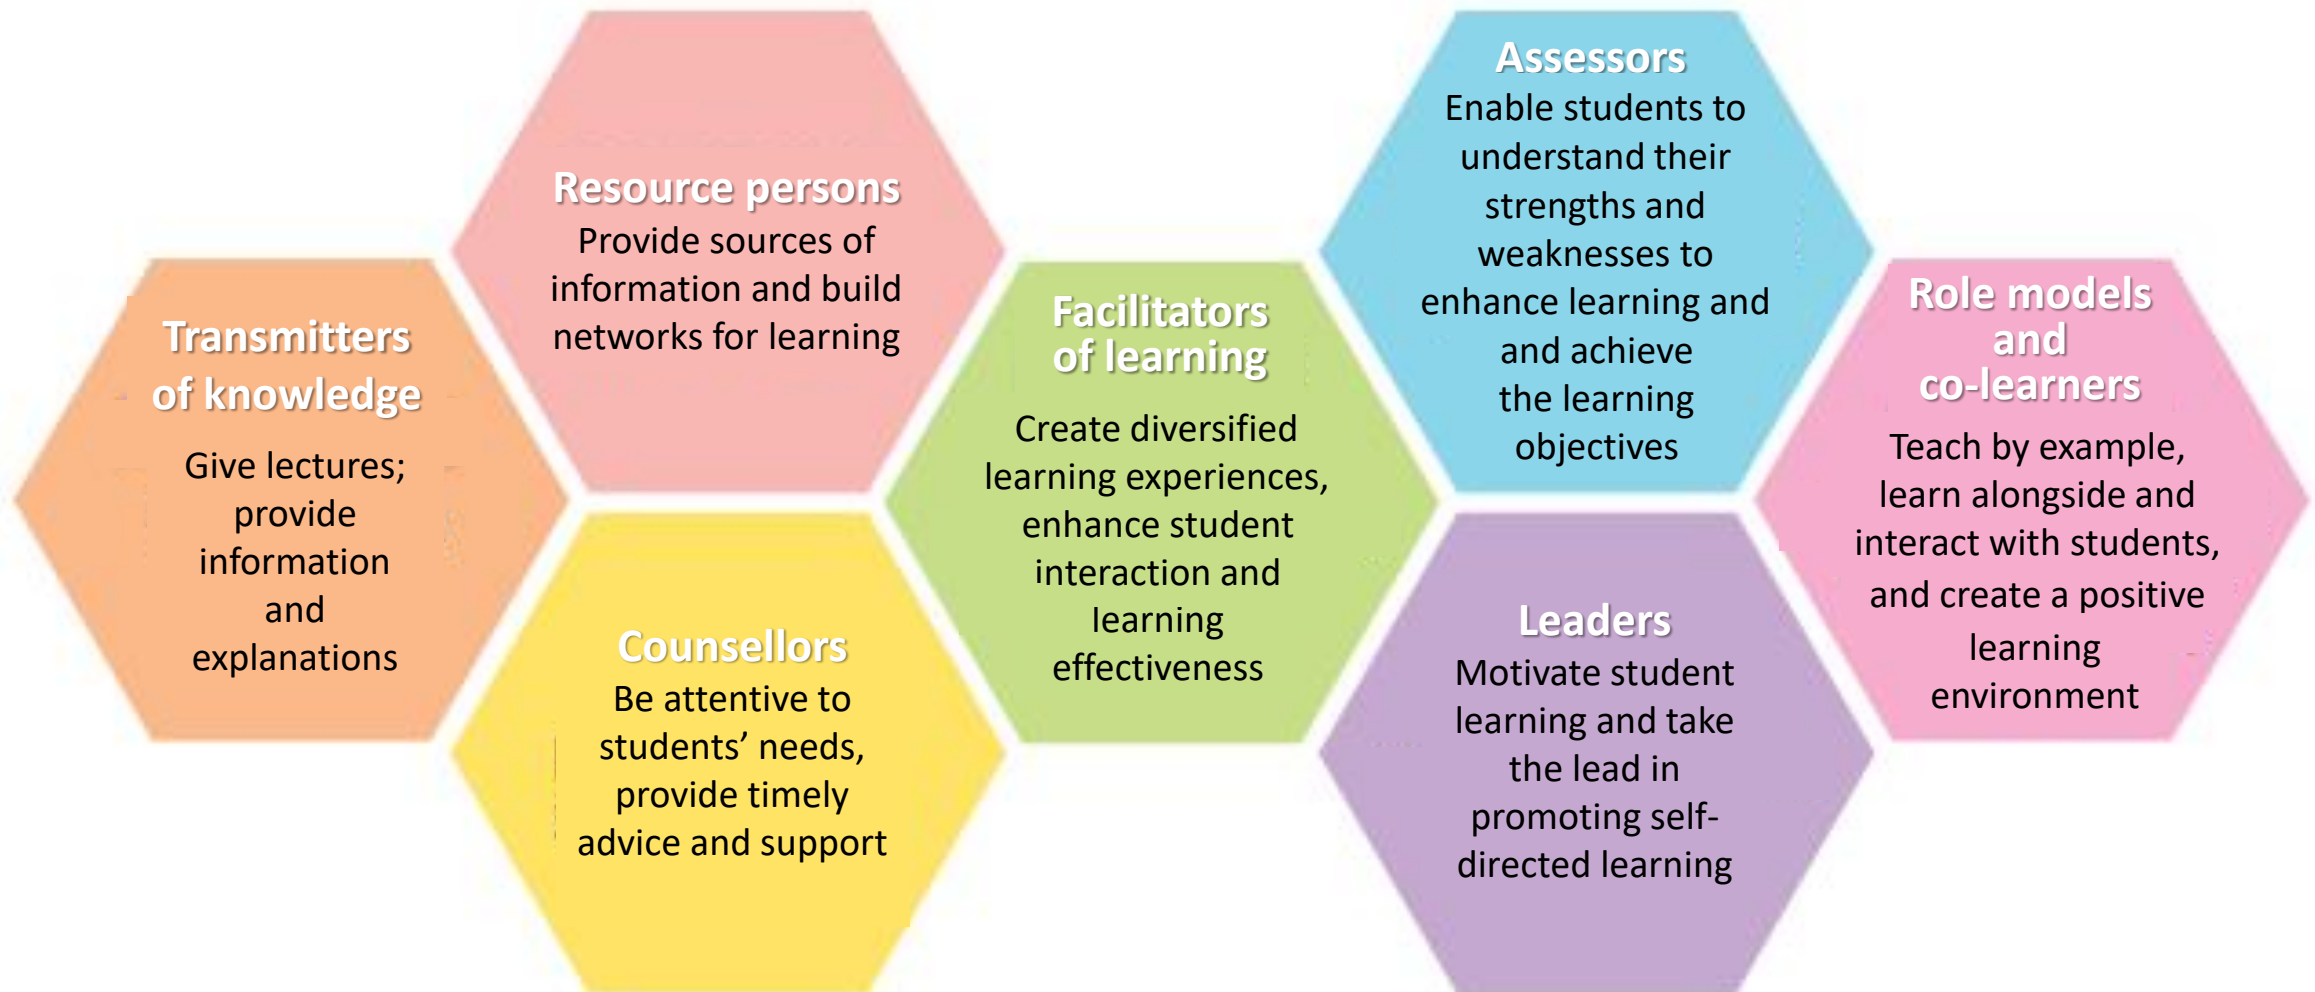 Transmitters
of knowledge
Give lectures;
provide
information
and
explanations
Resource persons
Provide sources of
information and build
networks for learning
Counsellors
Be attentive to
students’ needs,
provide timely
advice and support
Facilitators
of learning
Create diversified
learning experiences,
enhance student
interaction and
learning
effectiveness
Assessors
Enable students to
understand their
strengths and
weaknesses to
enhance learning and
and achieve
the learning
objectives
Leaders
Motivate student
learning and take
the lead in
promoting self-
directed learning
Role models
and
co-learners
Teach by example,
learn alongside and
interact with students,
and create a positive
learning
environment